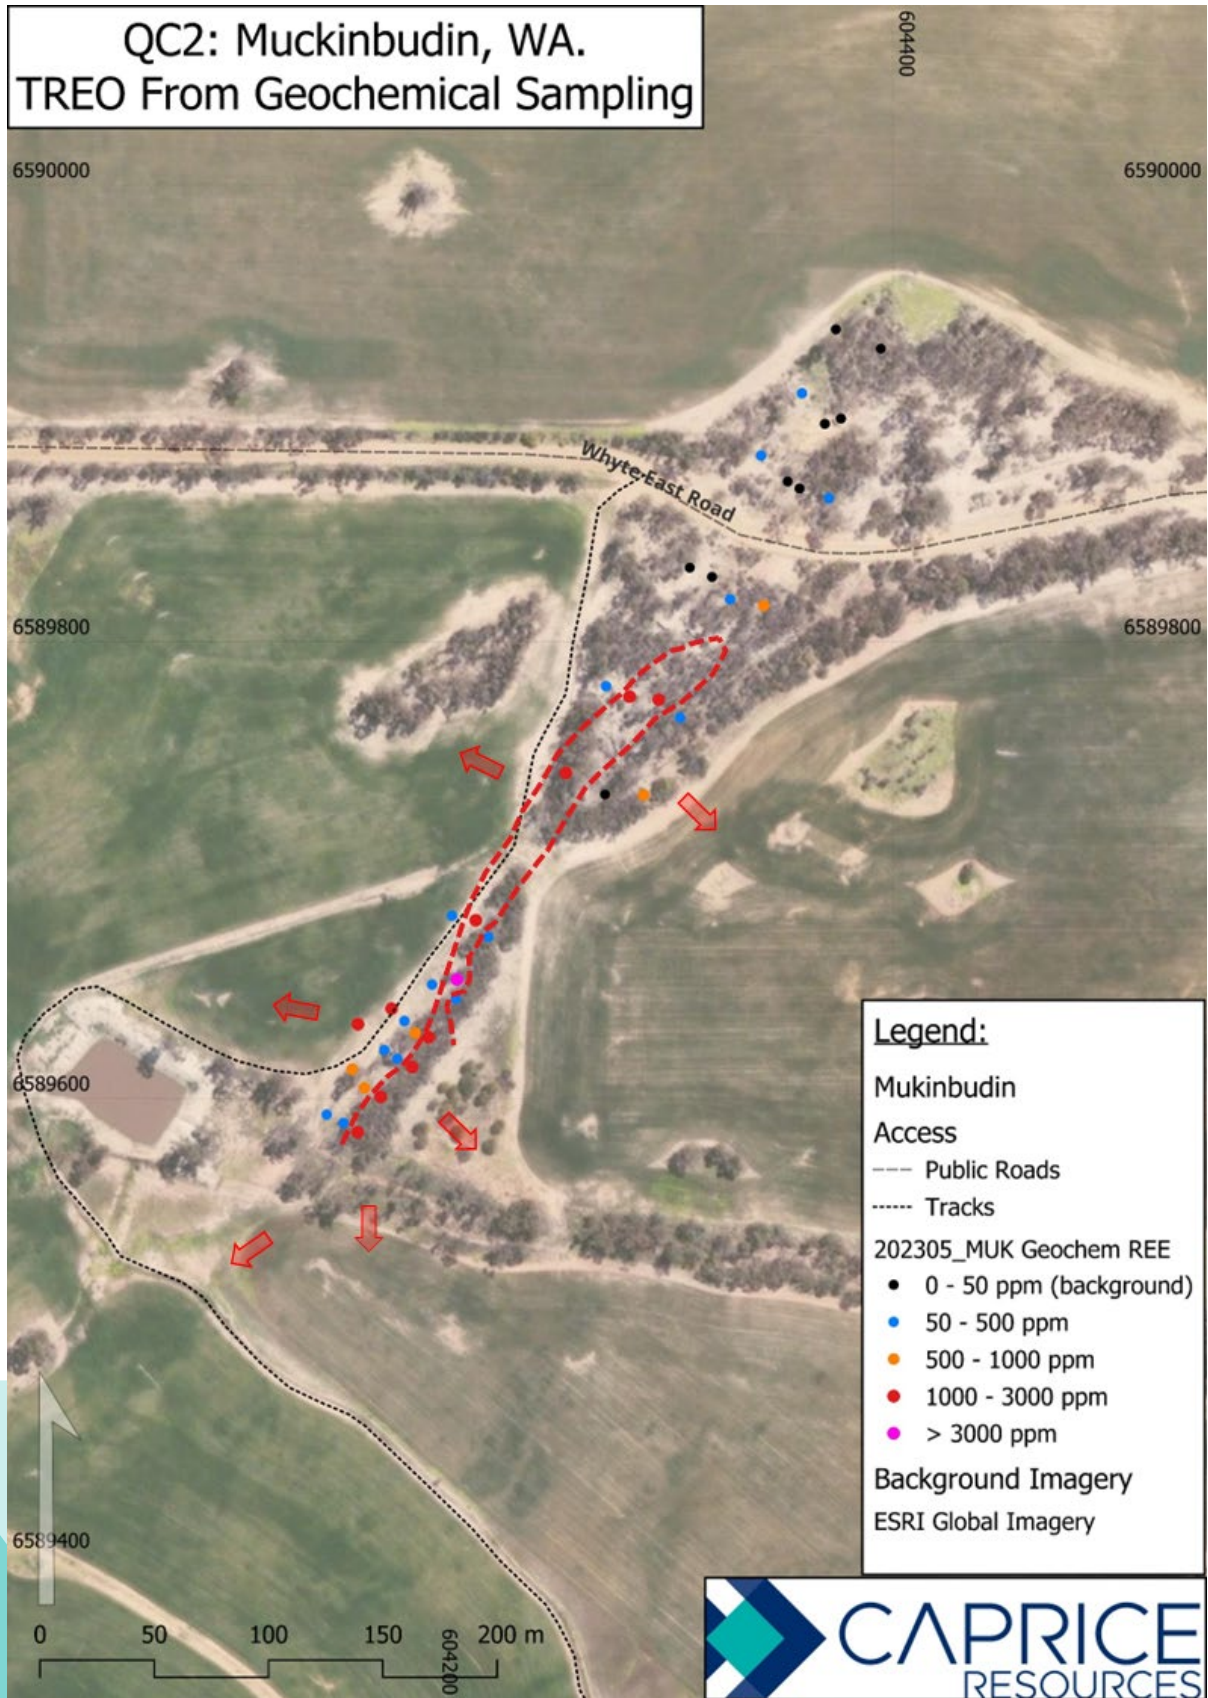 QC2: Muckinbudin, WA.
TREO From Geochemical Sampling
604400
6590000
6590000
Whyte East Road
6589800
6589800
6589600
6589400
Legend:
Mukinbudin
Access
Public Roads
Tracks
202305_MUK Geochem REE
0 - 50 ppm (background)
50 - 500 ppm
500 - 1000 ppm
1000 - 3000 ppm
> 3000 ppm
Background Imagery
ESRI Global Imagery
0 50 100 150 200 m
604200
CAPRICE
RESOURCES